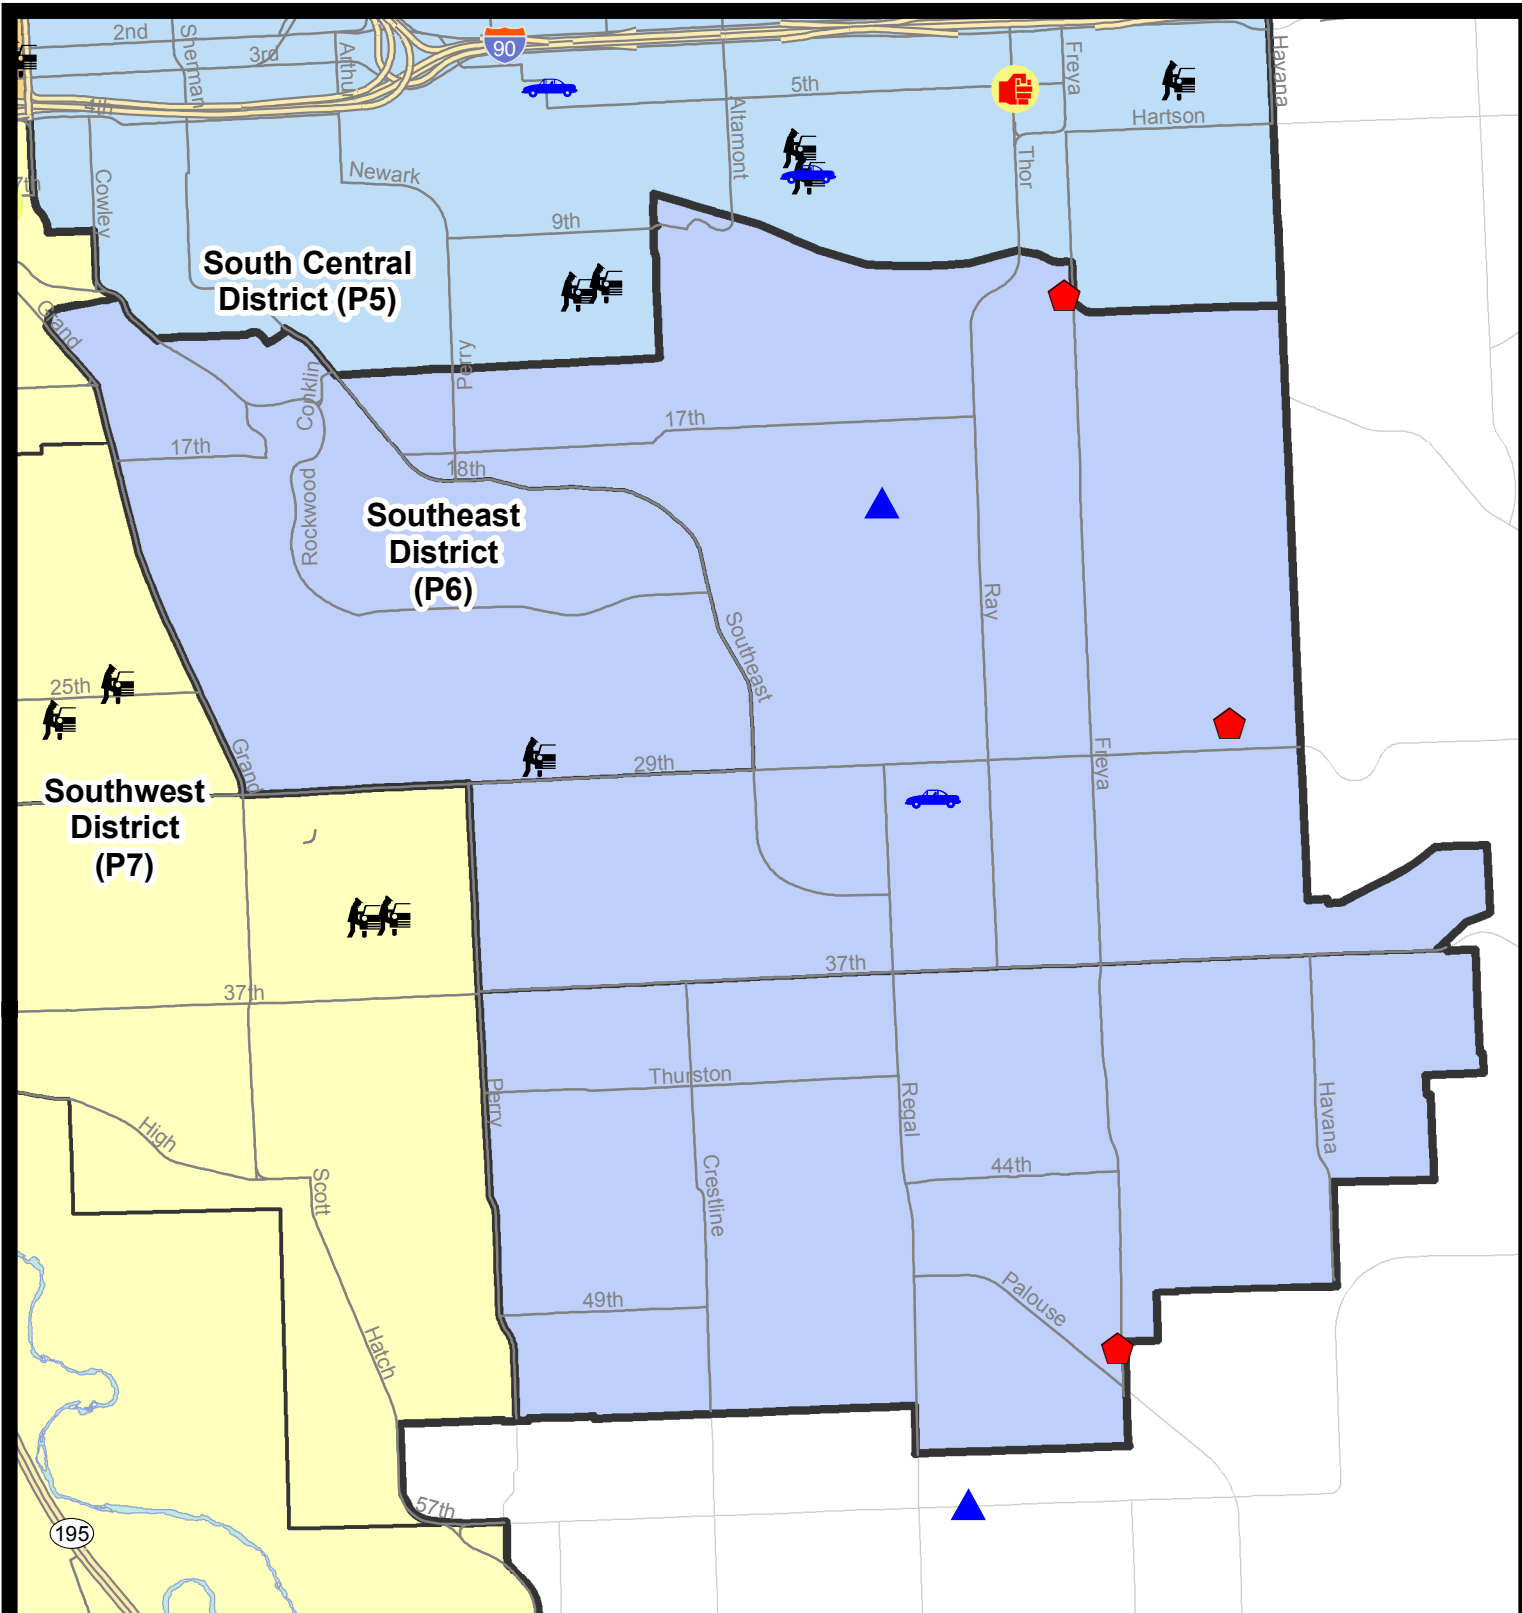 2nd
Sherman
3rd
Arthur
90
Freya
Havana
4th
5th
Altamont
Hartson
Thor
7th
Cowley
Newark
9th
South Central
District (P5)
Grand
Perry
Conklin
17th
17th
18th
Rockwood
Southeast
District
(P6)
Ray
Southeast
25th
Grand
29th
Freya
Southwest
District
(P7)
37th
37th
Thurston
Perry
Regal
Havana
High
Scott
Crestline
44th
49th
Palouse
Hatch
57th
195